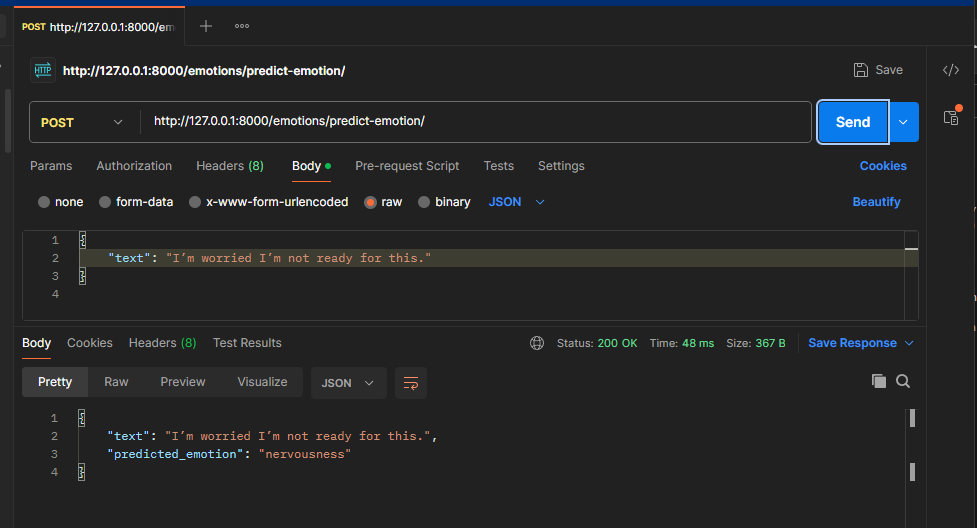 POST http://127.0.0.1:8000/em
HTTP http://127.0.0.1:8000/emotions/predict-emotion/ Save
POST http://127.0.0.1:8000/emotions/predict-emotion/ Send
Params Authorization Headers (8) Body Pre-request Script Tests Settings Cookies
none form-data x-www-form-urlencoded raw binary JSON Beautify
1 {
2 "text": "I’m worried I’m not ready for this."
3 }
4
Body Cookies Headers (8) Test Results Status: 200 OK Time: 48 ms Size: 367 B Save Response
Pretty Raw Preview Visualize JSON
1 {
2 "text": "I’m worried I’m not ready for this.",
3 "predicted_emotion": "nervousness"
4 }